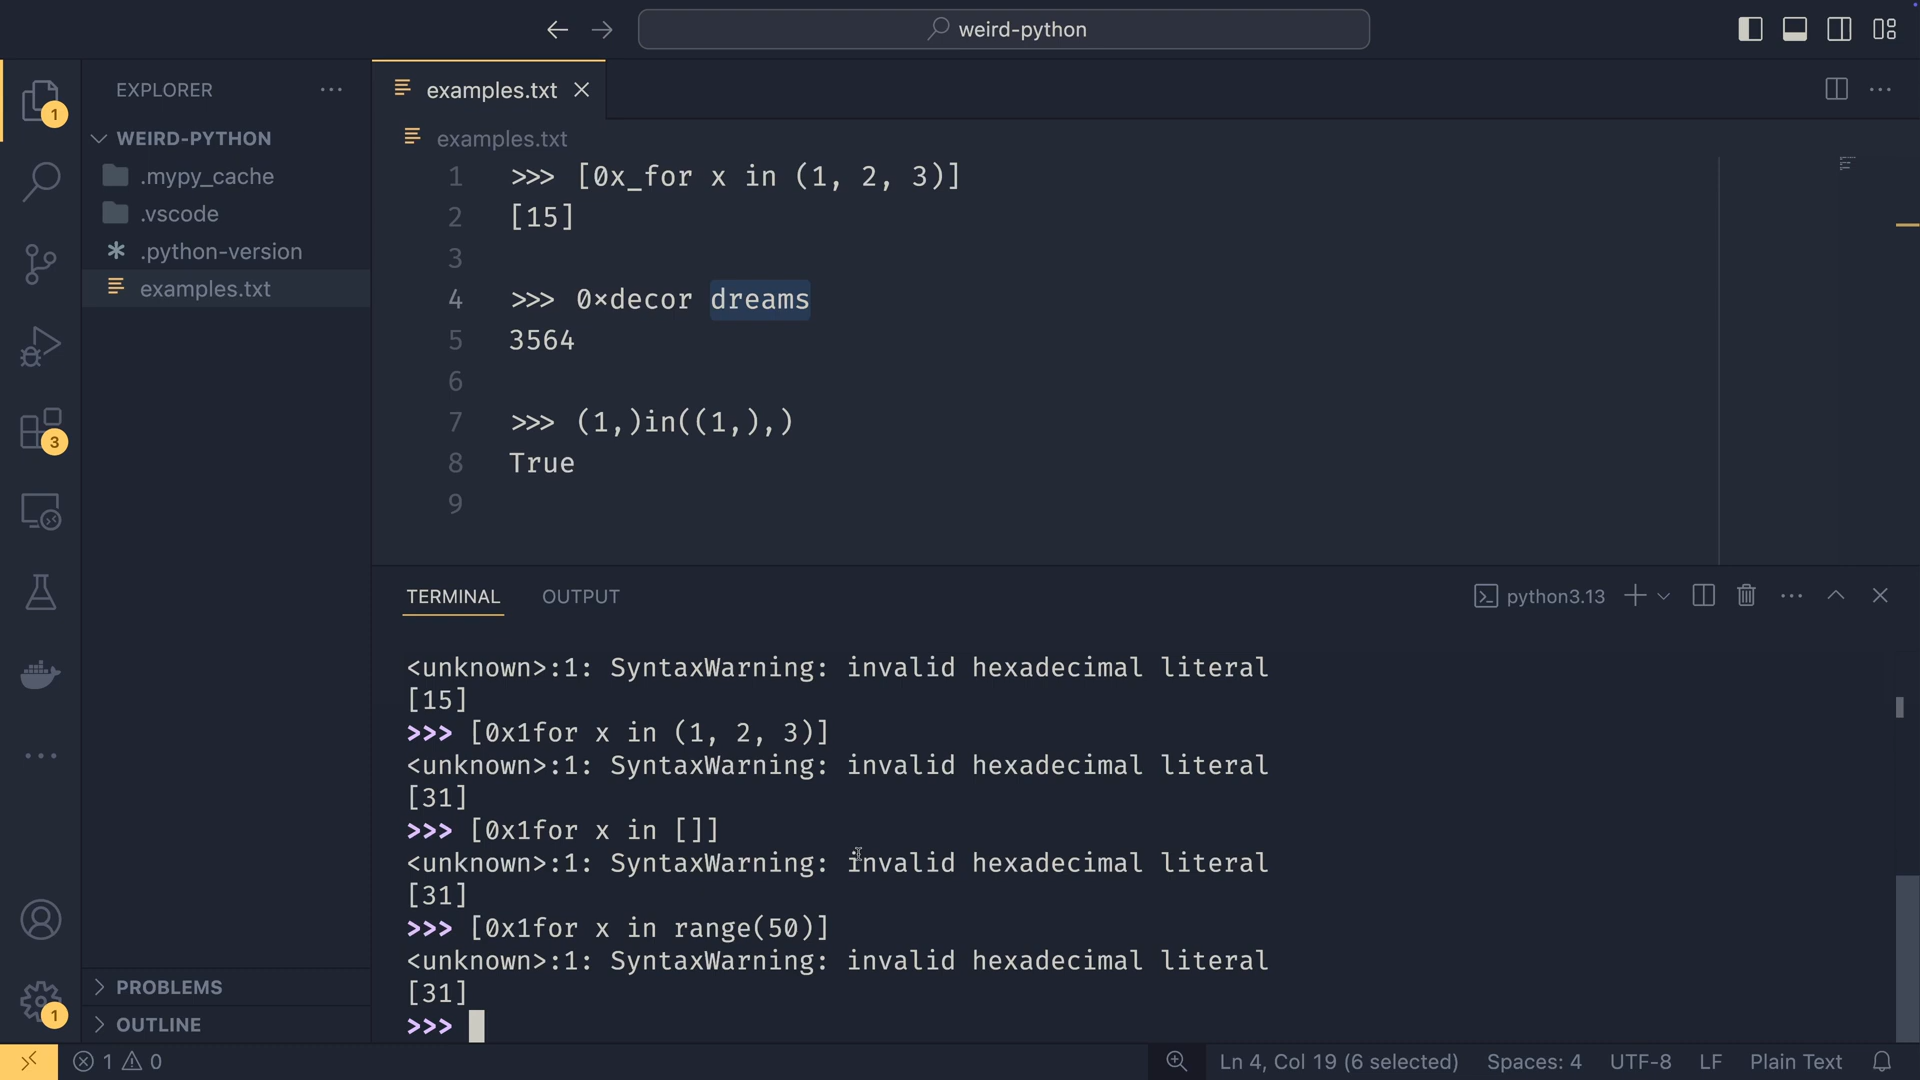 weird-python
EXPLORER
examples.txt
WEIRD-PYTHON
.mypy_cache
.vscode
.python-version
examples.txt
examples.txt
1 >>> [0x_for x in (1, 2, 3)]
2 [15]
3
4 >>> 0×decor dreams
5 3564
6
7 >>> (1,)in((1,),)
8 True
9
TERMINAL OUTPUT
python3.13
<unknown>:1: SyntaxWarning: invalid hexadecimal literal
[15]
>>> [0x1for x in (1, 2, 3)]
<unknown>:1: SyntaxWarning: invalid hexadecimal literal
[31]
>>> [0x1for x in []]
<unknown>:1: SyntaxWarning: invalid hexadecimal literal
[31]
>>> [0x1for x in range(50)]
<unknown>:1: SyntaxWarning: invalid hexadecimal literal
[31]
>>>
1
3
1
PROBLEMS
OUTLINE
1 0
Ln 4, Col 19 (6 selected) Spaces: 4 UTF-8 LF Plain Text